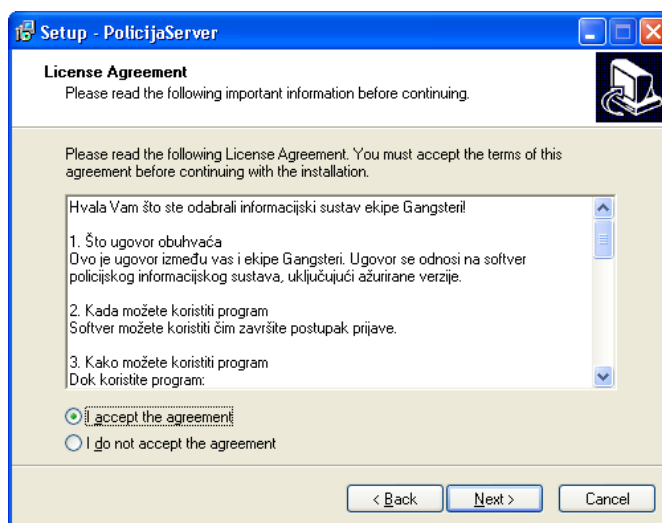 Setup - PolicijaServer
License Agreement
Please read the following important information before continuing.
Please read the following License Agreement. You must accept the terms of this
agreement before continuing with the installation.
Hvala Vam što ste odabrali informacijski sustav ekipe Gangsteri!
1. Što ugovor obuhvaća
Ovo je ugovor između vas i ekipe Gangsteri. Ugovor se odnosi na softver
policijskog informacijskog sustava, uključujući ažurirane verzije.
2. Kada možete koristiti program
Softver možete koristiti čim završite postupak prijave.
3. Kako možete koristiti program
Dok koristite program:
I accept the agreement
I do not accept the agreement
< Back
Next >
Cancel